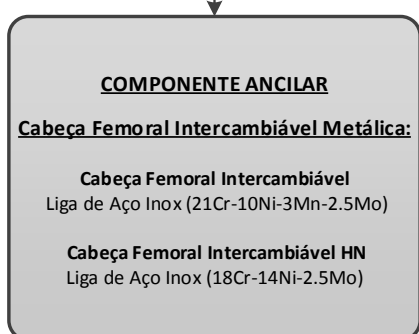 COMPONENTE ANCILAR
Cabeça Femoral Intercambiável Metálica:
Cabeça Femoral Intercambiável
Liga de Aço Inox (21Cr-10Ni-3Mn-2.5Mo)
Cabeça Femoral Intercambiável HN
Liga de Aço Inox (18Cr-14Ni-2.5Mo)